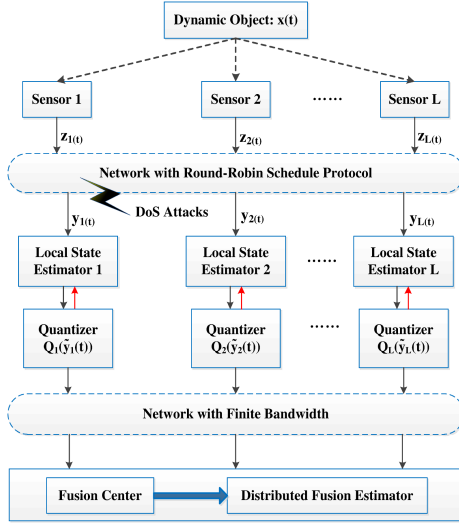 Dynamic Object: x(t)
Sensor 1 Sensor 2 ...... Sensor L
z1(t) z2(t) zL(t)
Network with Round-Robin Schedule Protocol
DoS Attacks
y1(t) y2(t) yL(t)
Local State Estimator 1
Local State Estimator 2
......
Local State Estimator L
Quantizer
Q1(ỹ1(t))
Quantizer
Q2(ỹ2(t))
......
Quantizer
QL(ỹL(t))
Network with Finite Bandwidth
Fusion Center Distributed Fusion Estimator